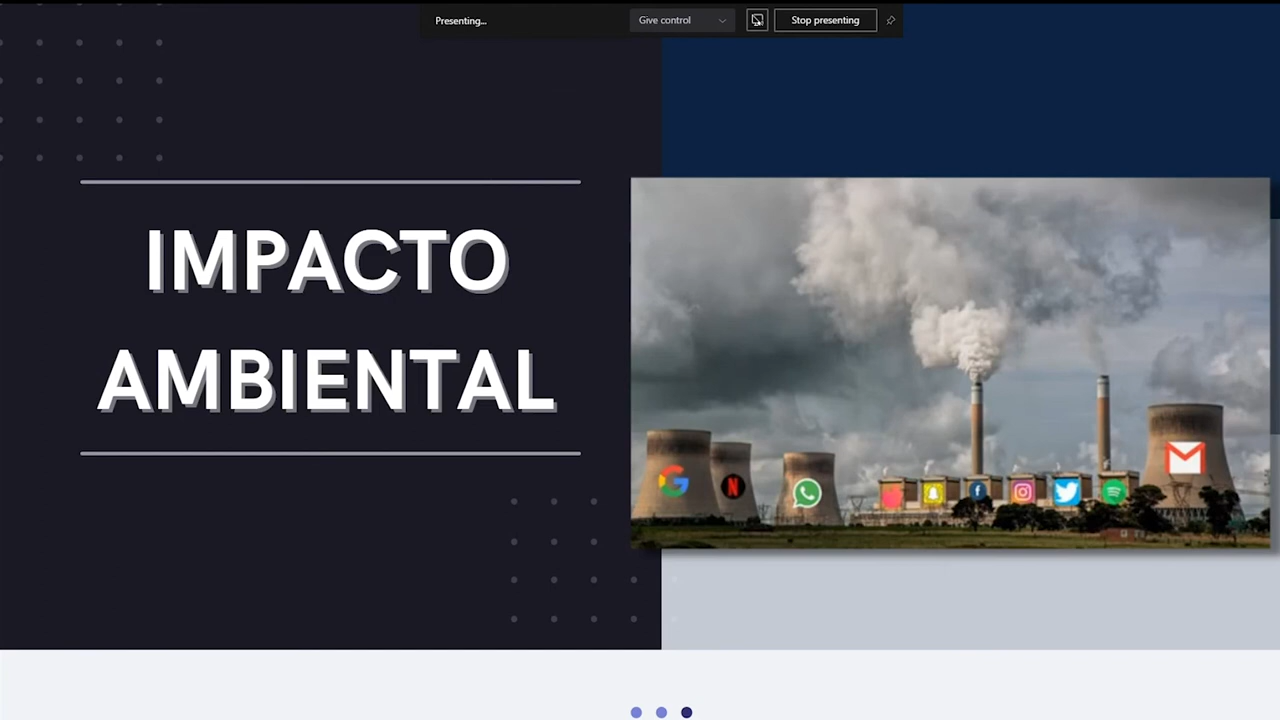 Presenting...
Give control
Stop presenting
IMPACTO
AMBIENTAL